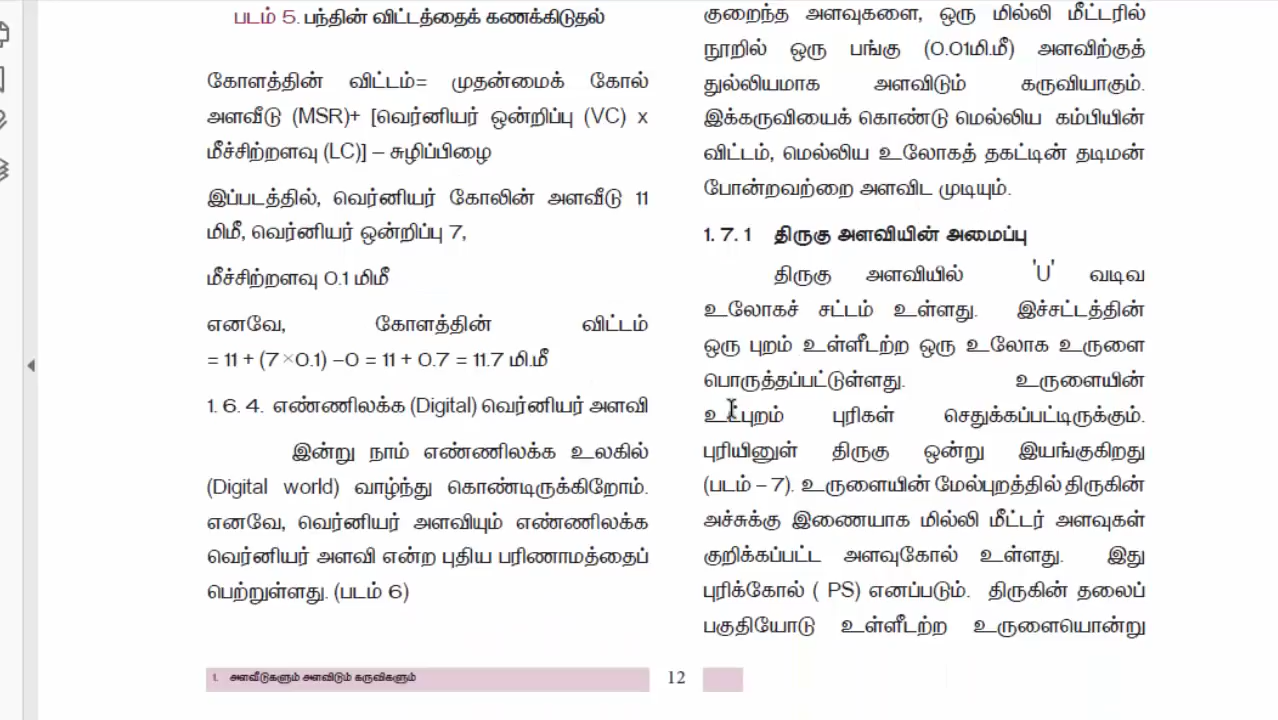 படம் 5. பந்தின் விட்டத்தைக் கணக்கிடுதல்
கோளத்தின் விட்டம்= முதன்மைக் கோல்
அளவீடு (MSR)+ [வெர்னியர் ஒன்றிப்பு (VC) x
மீச்சிற்றளவு (LC)] – சுழிப்பிழை
இப்படத்தில், வெர்னியர் கோலின் அளவீடு 11
மிமீ, வெர்னியர் ஒன்றிப்பு 7,
மீச்சிற்றளவு 0.1 மிமீ
எனவே, கோளத்தின் விட்டம்
= 11 + (7 ×0.1) –0 = 11 + 0.7 = 11.7 மி.மீ
1. 6. 4. எண்ணிலக்க (Digital) வெர்னியர் அளவி
இன்று நாம் எண்ணிலக்க உலகில்
(Digital world) வாழ்ந்து கொண்டிருக்கிறோம்.
எனவே, வெர்னியர் அளவியும் எண்ணிலக்க
வெர்னியர் அளவி என்ற புதிய பரிணாமத்தைப்
பெற்றுள்ளது. (படம் 6)
குறைந்த அளவுகளை, ஒரு மில்லி மீட்டரில்
நூறில் ஒரு பங்கு (0.01மி.மீ) அளவிற்குத்
துல்லியமாக அளவிடும் கருவியாகும்.
இக்கருவியைக் கொண்டு மெல்லிய கம்பியின்
விட்டம், மெல்லிய உலோகத் தகட்டின் தடிமன்
போன்றவற்றை அளவிட முடியும்.
1. 7. 1 திருகு அளவியின் அமைப்பு
திருகு அளவியில் 'U' வடிவ
உலோகச் சட்டம் உள்ளது. இச்சட்டத்தின்
ஒரு புறம் உள்ளீடற்ற ஒரு உலோக உருளை
பொருத்தப்பட்டுள்ளது. உருளையின்
உட்புறம் புரிகள் செதுக்கப்பட்டிருக்கும்.
புரியினுள் திருகு ஒன்று இயங்குகிறது
(படம் – 7). உருளையின் மேல்புறத்தில் திருகின்
அச்சுக்கு இணையாக மில்லி மீட்டர் அளவுகள்
குறிக்கப்பட்ட அளவுகோல் உள்ளது. இது
புரிக்கோல் ( PS) எனப்படும். திருகின் தலைப்
பகுதியோடு உள்ளீடற்ற உருளையொன்று
1. அளவீடுகளும் அளவிடும் கருவிகளும்
12